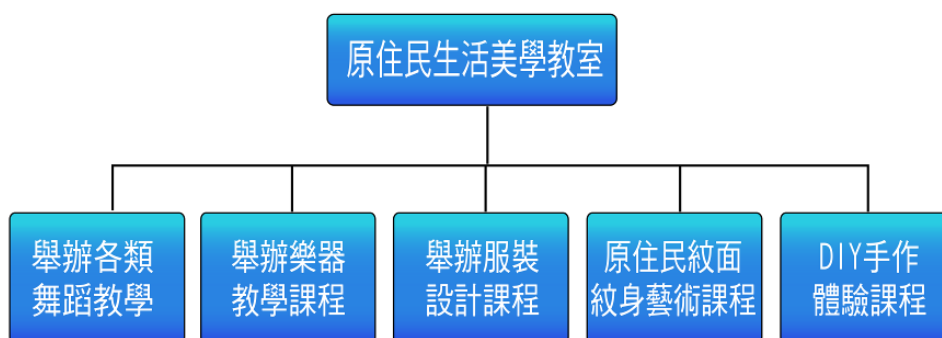 原住民生活美學教室
舉辦各類
舞蹈教學
舉辦樂器
教學課程
舉辦服裝
設計課程
原住民紋面
紋身藝術課程
DIY手作
體驗課程